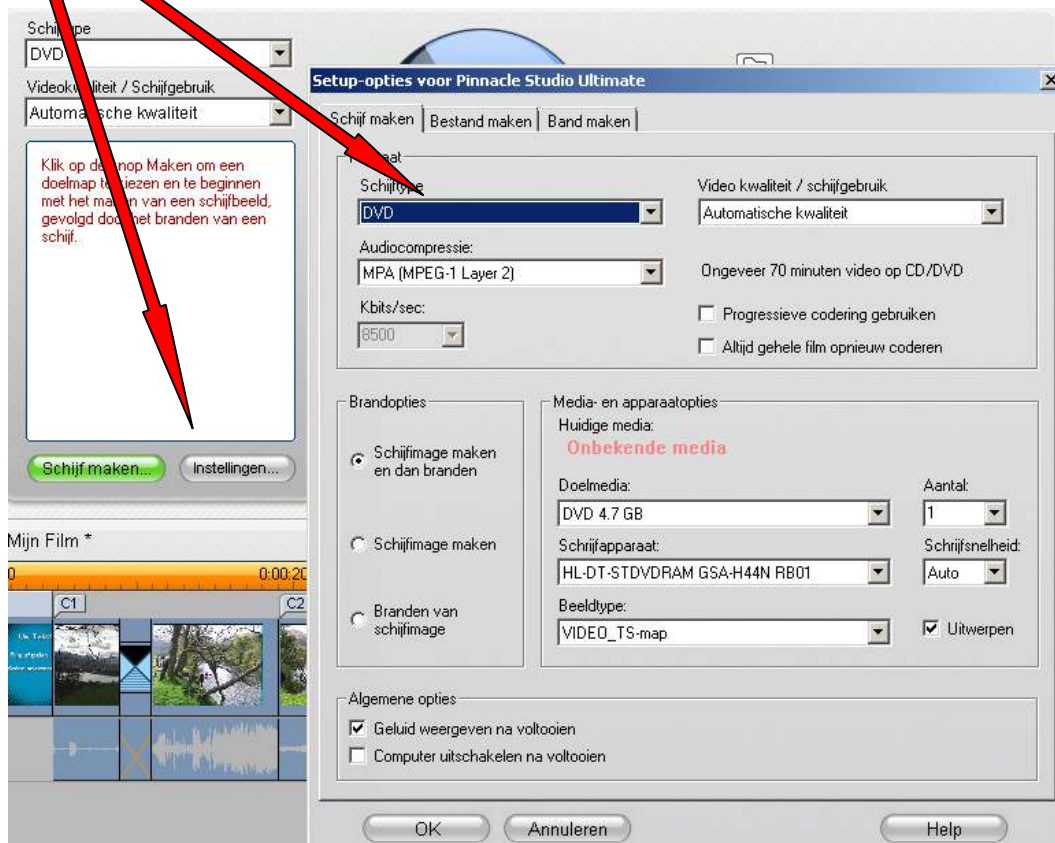 Schijftype
DVD
Videokwaliteit / Schijfgebruik
Automatische kwaliteit
Klik op de knop Maken om een
doelmap te kiezen en te beginnen
met het maken van een schijfbeeld,
gevolgd door het branden van een
schijf.
Schijf maken...
Instellingen...
Mijn Film *
0
0:00:20
C1
C2
Setup-opties voor Pinnacle Studio Ultimate
Schijf maken
Bestand maken
Band maken
Schijftype
DVD
Video kwaliteit / schijfgebruik
Automatische kwaliteit
Audiocompressie:
MPA (MPEG-1 Layer 2)
Ongeveer 70 minuten video op CD/DVD
Kbits/sec:
8500
Progressieve codering gebruiken
Altijd gehele film opnieuw coderen
Brandopties
Schijfimage maken
en dan branden
Schijfimage maken
Branden van
schijfimage
Media- en apparaatopties
Huidige media:
Onbekende media
Doelmedia:
DVD 4.7 GB
Aantal:
1
Schrijfapparaat:
HL-DT-STDVDRAM GSA-H44N RB01
Schrijfsnelheid:
Auto
Beeldtype:
VIDEO_TS-map
Uitwerpen
Algemene opties
Geluid weergeven na voltooien
Computer uitschakelen na voltooien
OK
Annuleren
Help